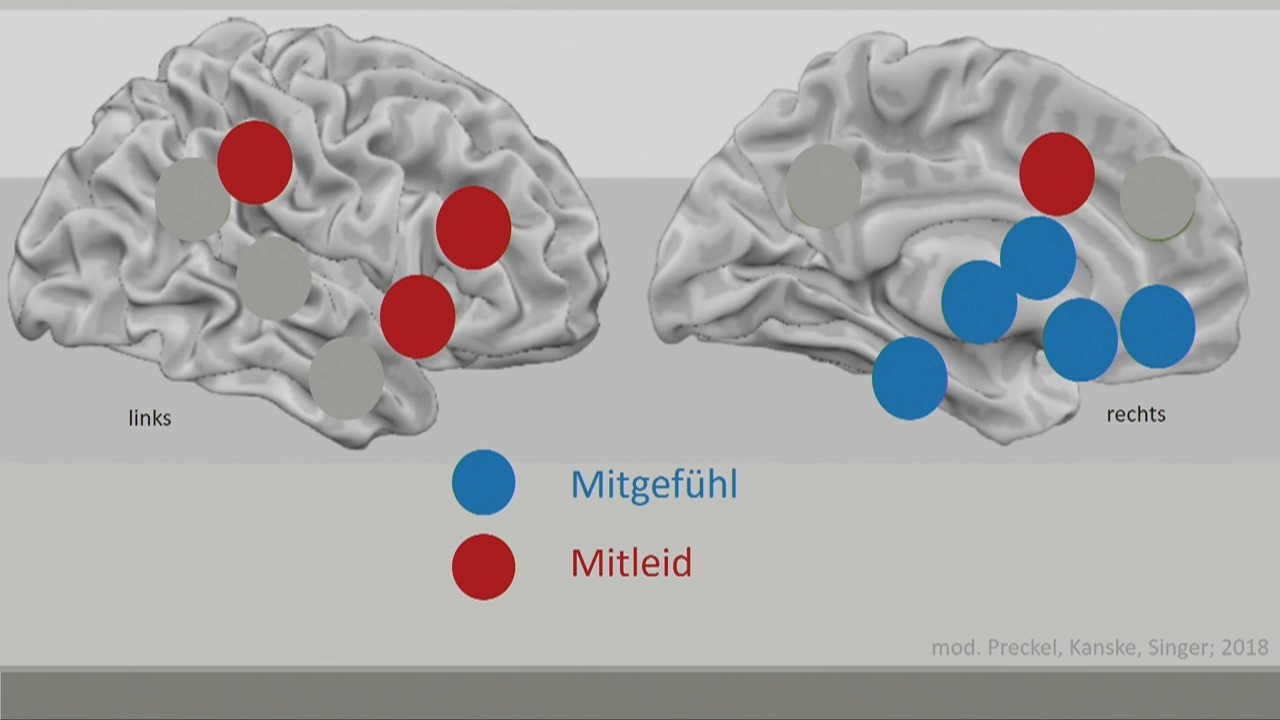 links
rechts
Mitgefühl
Mitleid
mod. Preckel, Kanske, Singer; 2018